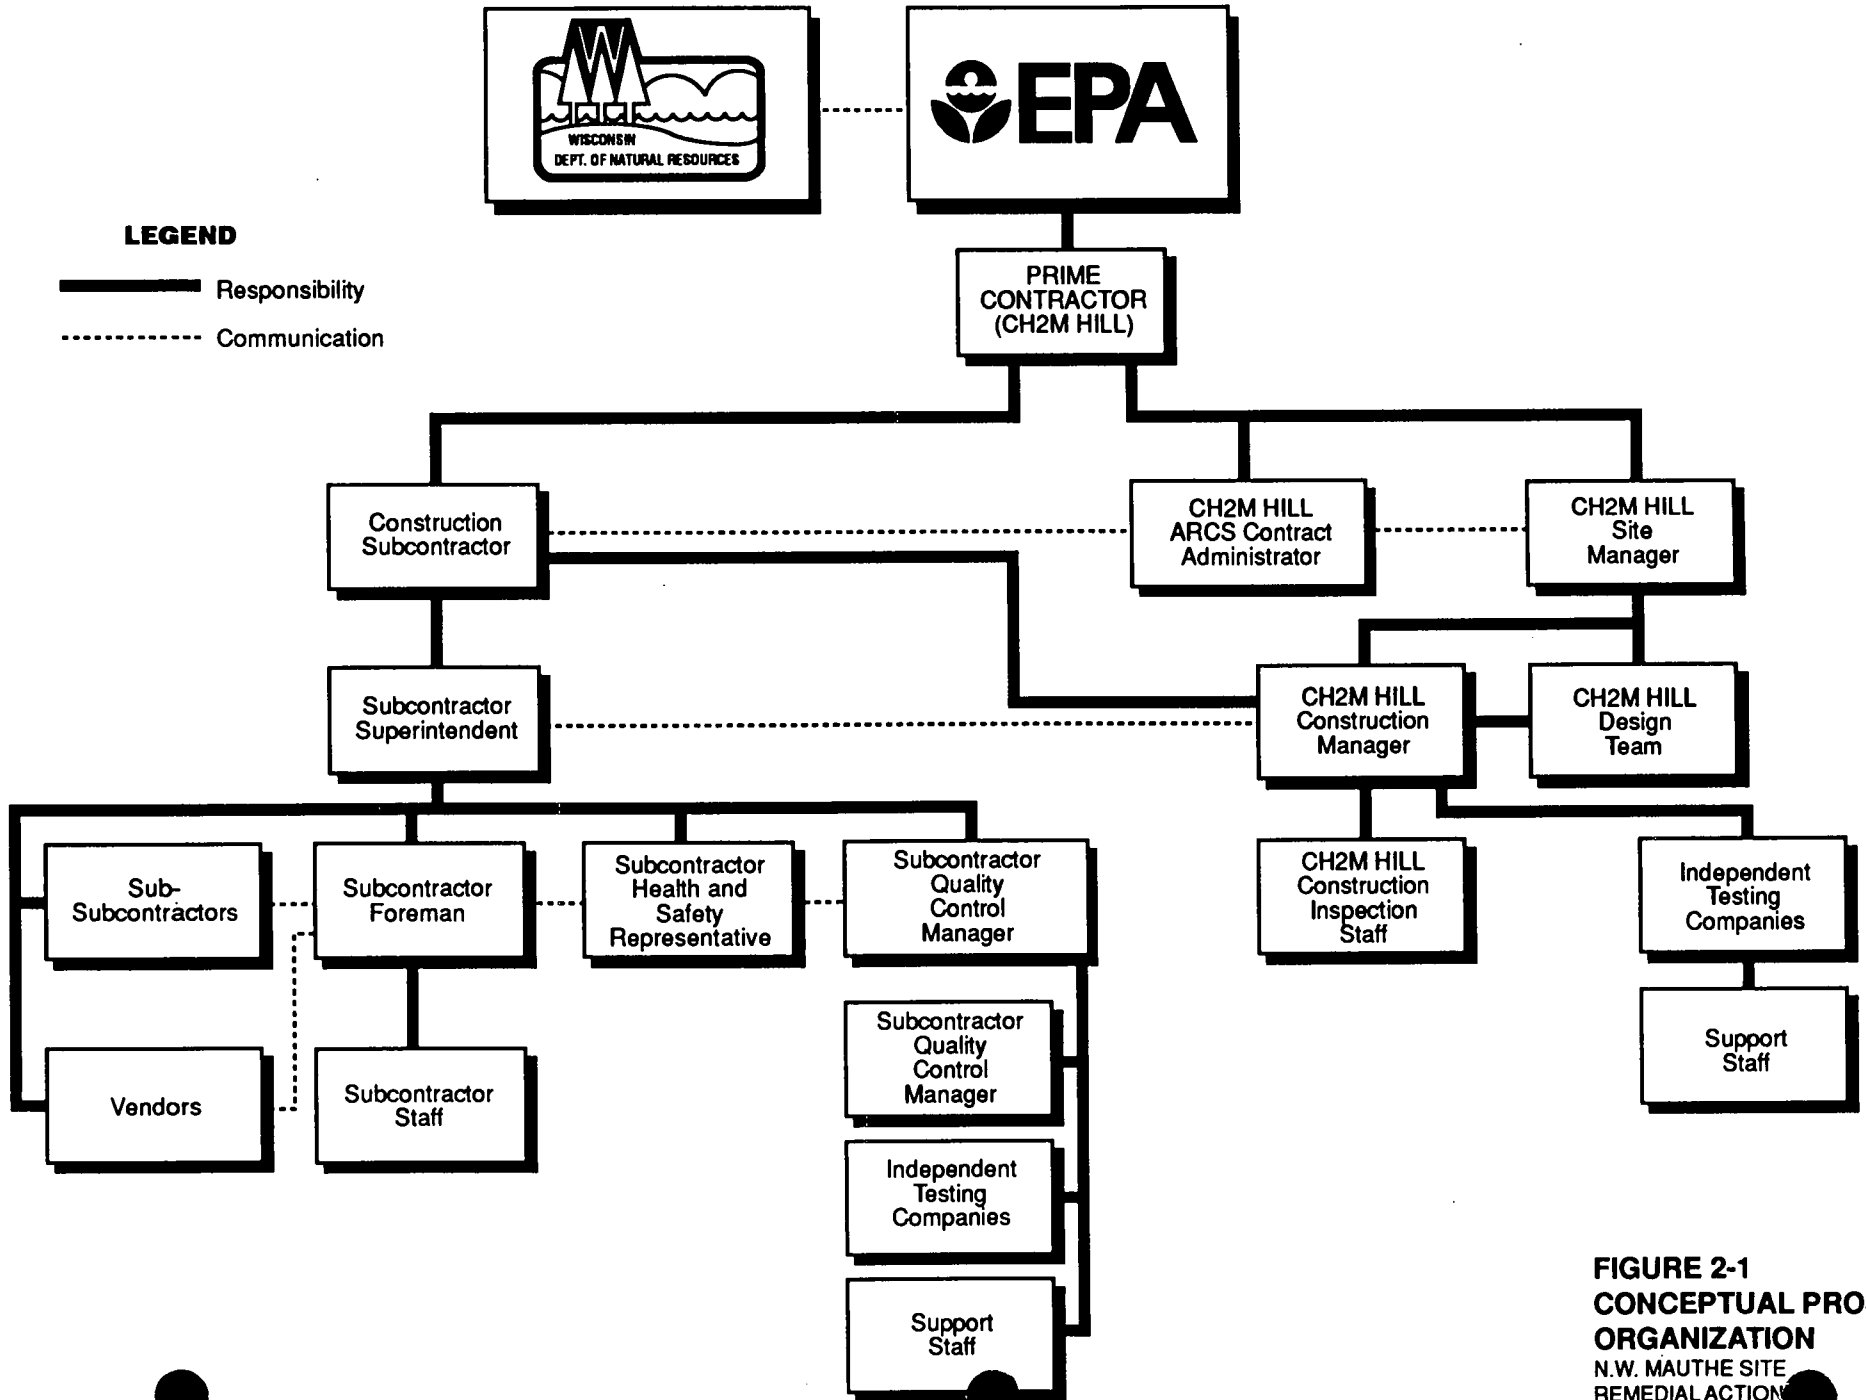 WISCONSIN
DEPT. OF NATURAL RESOURCES
EPA
LEGEND
Responsibility
Communication
PRIME
CONTRACTOR
(CH2M HILL)
Construction
Subcontractor
CH2M HILL
ARCS Contract
Administrator
CH2M HILL
Site
Manager
Subcontractor
Superintendent
CH2M HILL
Construction
Manager
CH2M HILL
Design
Team
Sub-
Subcontractors
Subcontractor
Foreman
Subcontractor
Health and
Safety
Representative
Subcontractor
Quality
Control
Manager
CH2M HILL
Construction
Inspection
Staff
Independent
Testing
Companies
Vendors
Subcontractor
Staff
Subcontractor
Quality
Control
Manager
Support
Staff
Independent
Testing
Companies
Support
Staff
FIGURE 2-1
CONCEPTUAL PRO
ORGANIZATION
N.W. MAUTHE SITE
REMEDIAL ACTION